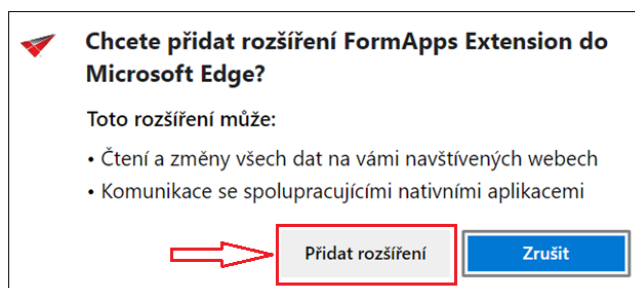 Chcete přidat rozšíření FormApps Extension do
Microsoft Edge?
Toto rozšíření může:
• Čtení a změny všech dat na vámi navštívených webech
• Komunikace se spolupracujícími nativními aplikacemi
Přidat rozšíření Zrušit